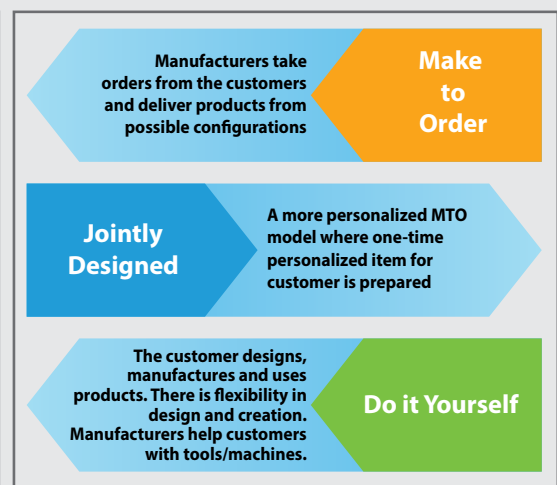 Manufacturers take
orders from the customers
and deliver products from
possible configurations
Make
to
Order
Jointly
Designed
A more personalized MTO
model where one-time
personalized item for
customer is prepared
The customer designs,
manufactures and uses
products. There is flexibility in
design and creation.
Manufacturers help customers
with tools/machines.
Do it Yourself